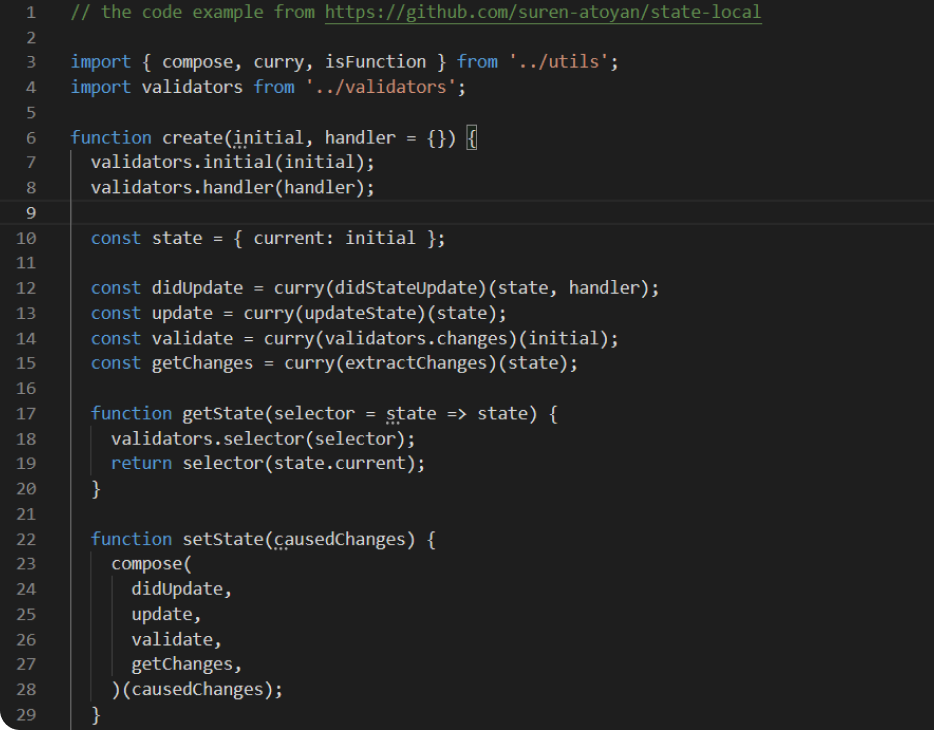 1 // the code example from https://github.com/suren-atoyan/state-local
2
3 import { compose, curry, isFunction } from '../utils';
4 import validators from '../validators';
5
6 function create(initial, handler = {}) {
7   validators.initial(initial);
8   validators.handler(handler);
9
10   const state = { current: initial };
11
12   const didUpdate = curry(didStateUpdate)(state, handler);
13   const update = curry(updateState)(state);
14   const validate = curry(validators.changes)(initial);
15   const getChanges = curry(extractChanges)(state);
16
17   function getState(selector = state => state) {
18     validators.selector(selector);
19     return selector(state.current);
20   }
21
22   function setState(causedChanges) {
23     compose(
24       didUpdate,
25       update,
26       validate,
27       getChanges,
28     )(causedChanges);
29   }